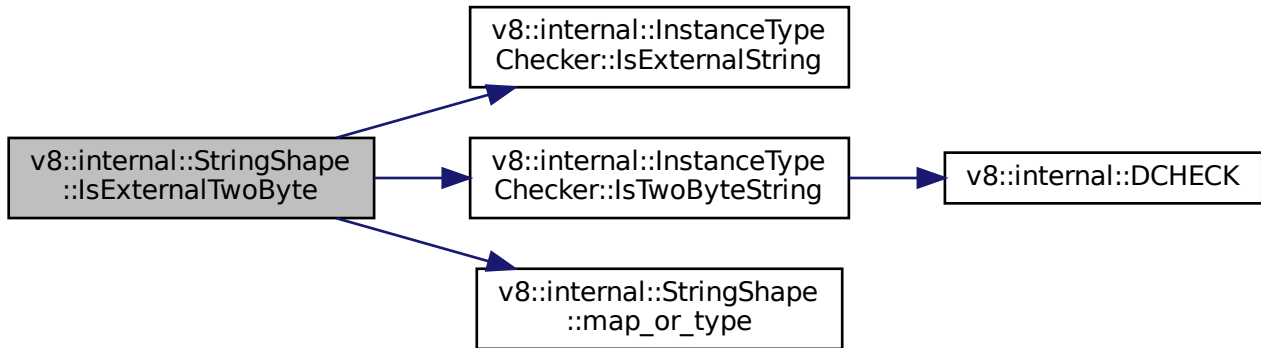 v8::internal::InstanceType
Checker::IsExternalString
v8::internal::StringShape
::IsExternalTwoByte
v8::internal::InstanceType
Checker::IsTwoByteString
v8::internal::DCHECK
v8::internal::StringShape
::map_or_type